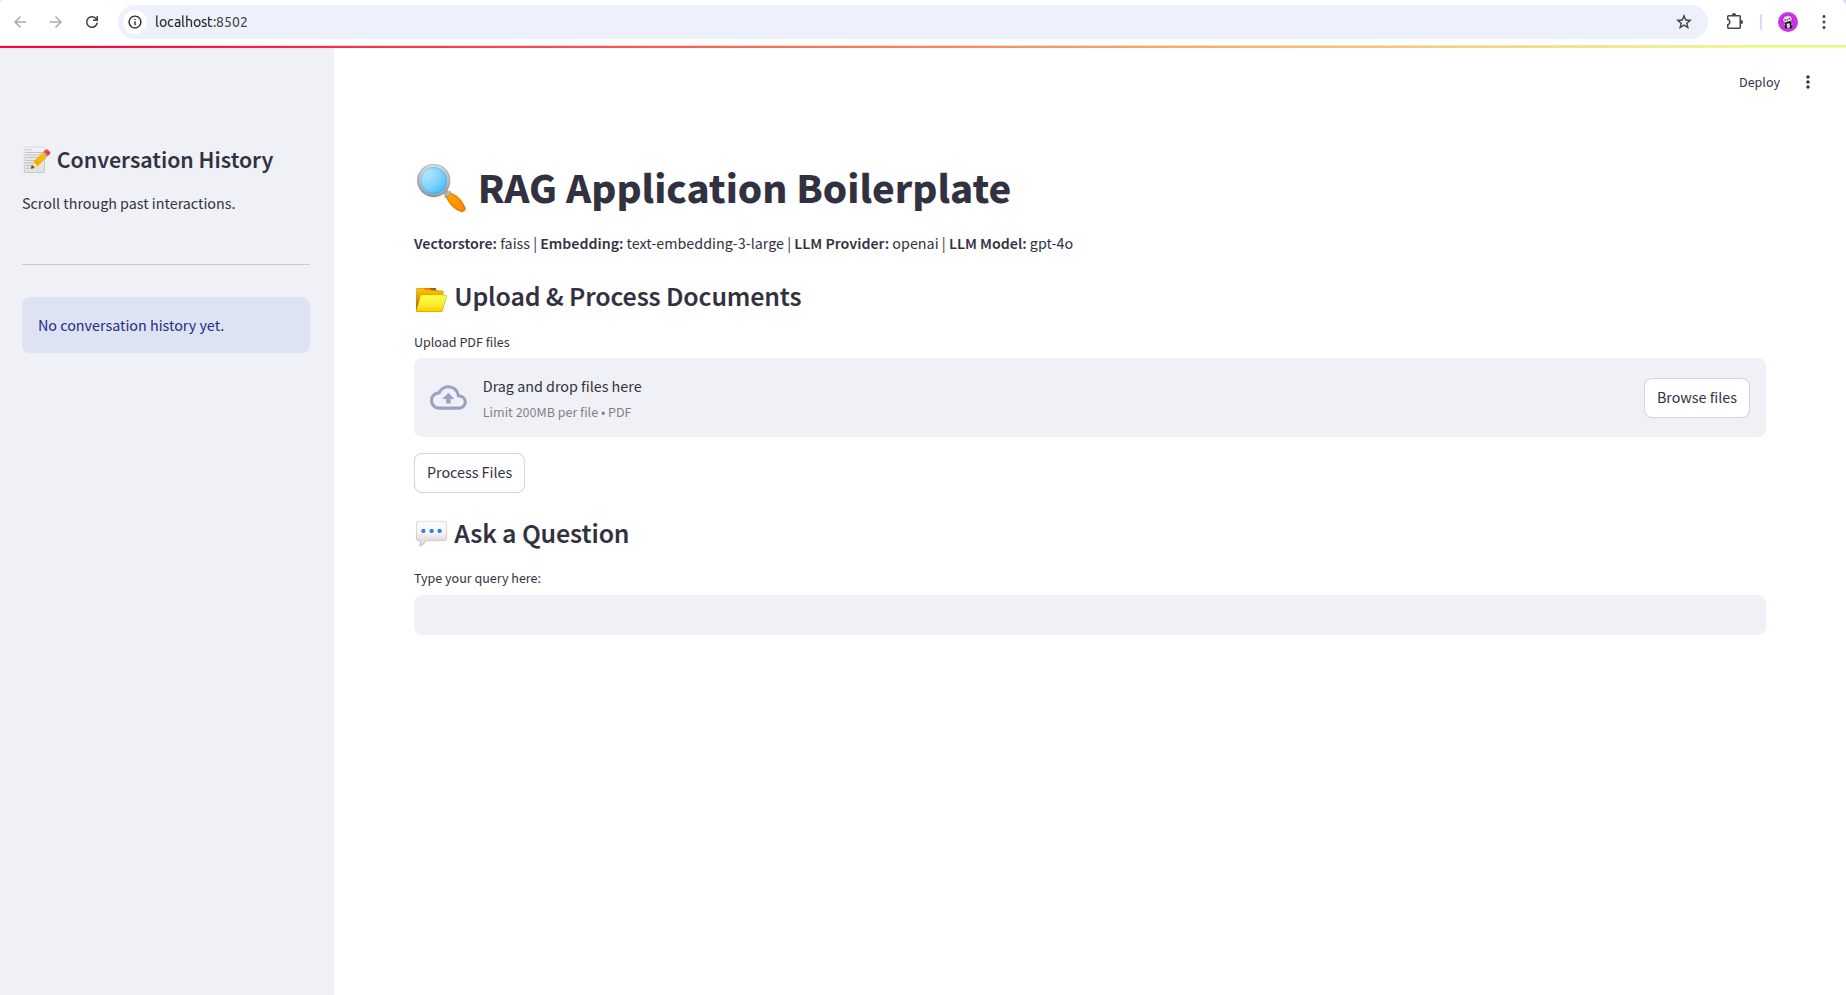 localhost:8502
Deploy
Conversation History
Scroll through past interactions.
No conversation history yet.
RAG Application Boilerplate
Vectorstore: faiss | Embedding: text-embedding-3-large | LLM Provider: openai | LLM Model: gpt-4o
Upload & Process Documents
Upload PDF files
Drag and drop files here
Limit 200MB per file • PDF
Browse files
Process Files
Ask a Question
Type your query here: